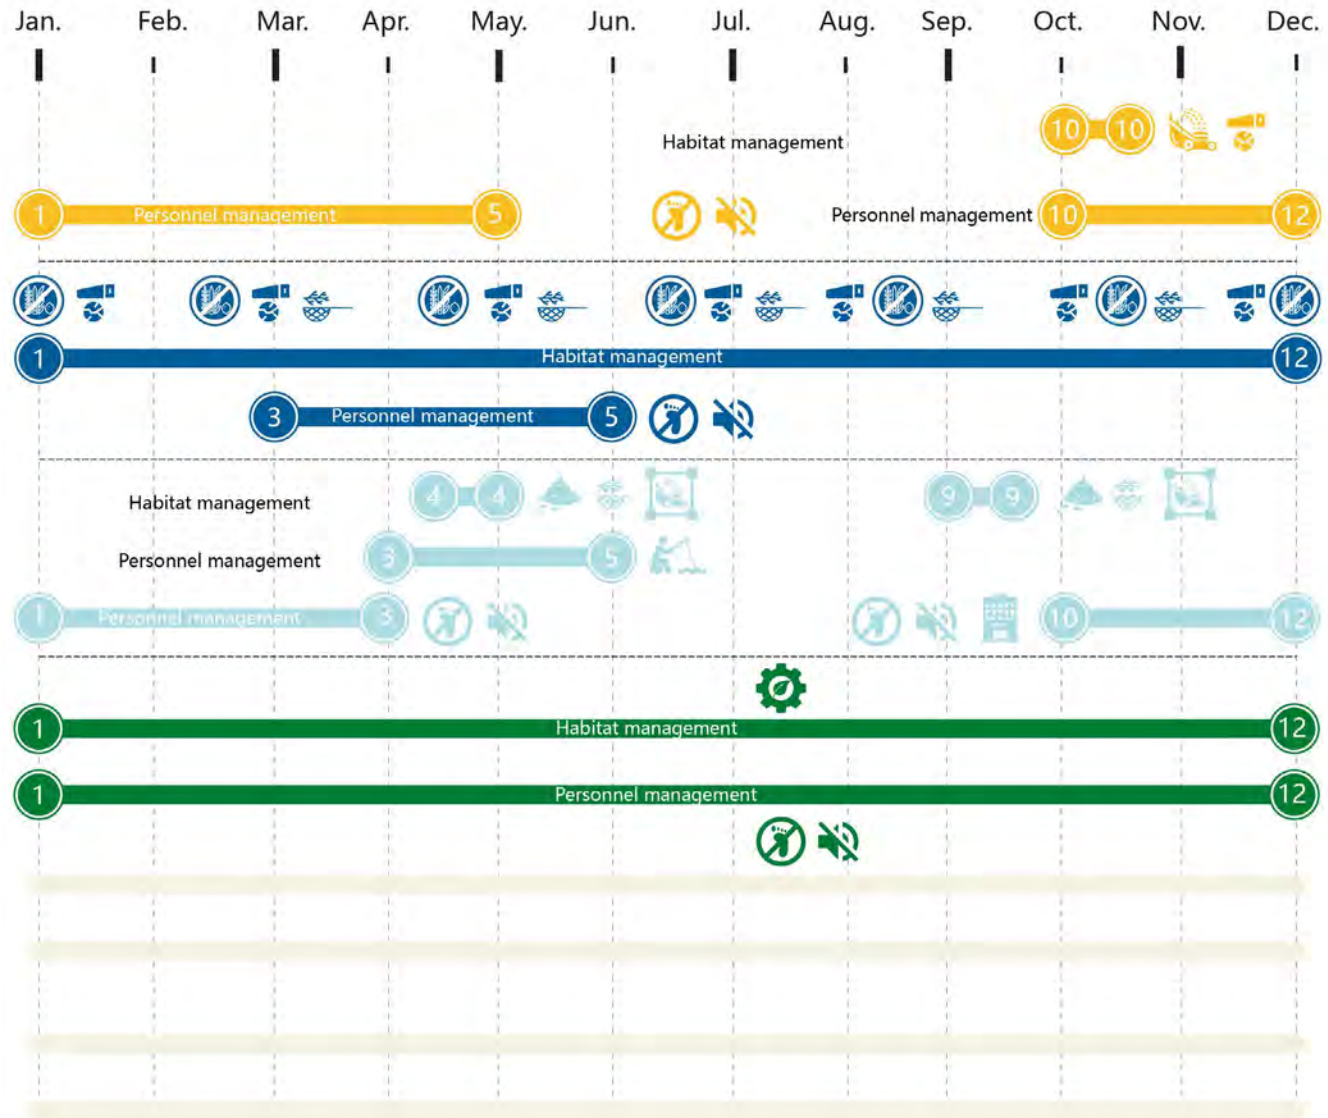 Jan. Feb. Mar. Apr. May. Jun. Jul. Aug. Sep. Oct. Nov. Dec.
10 10
Habitat management
1 Personnel management 5 Personnel management 10 12
1 Habitat management 12
3 Personnel management 5
Habitat management 4 4 9 9
Personnel management 3 5
1 Personnel management 3 10 12
1 Habitat management 12
1 Personnel management 12